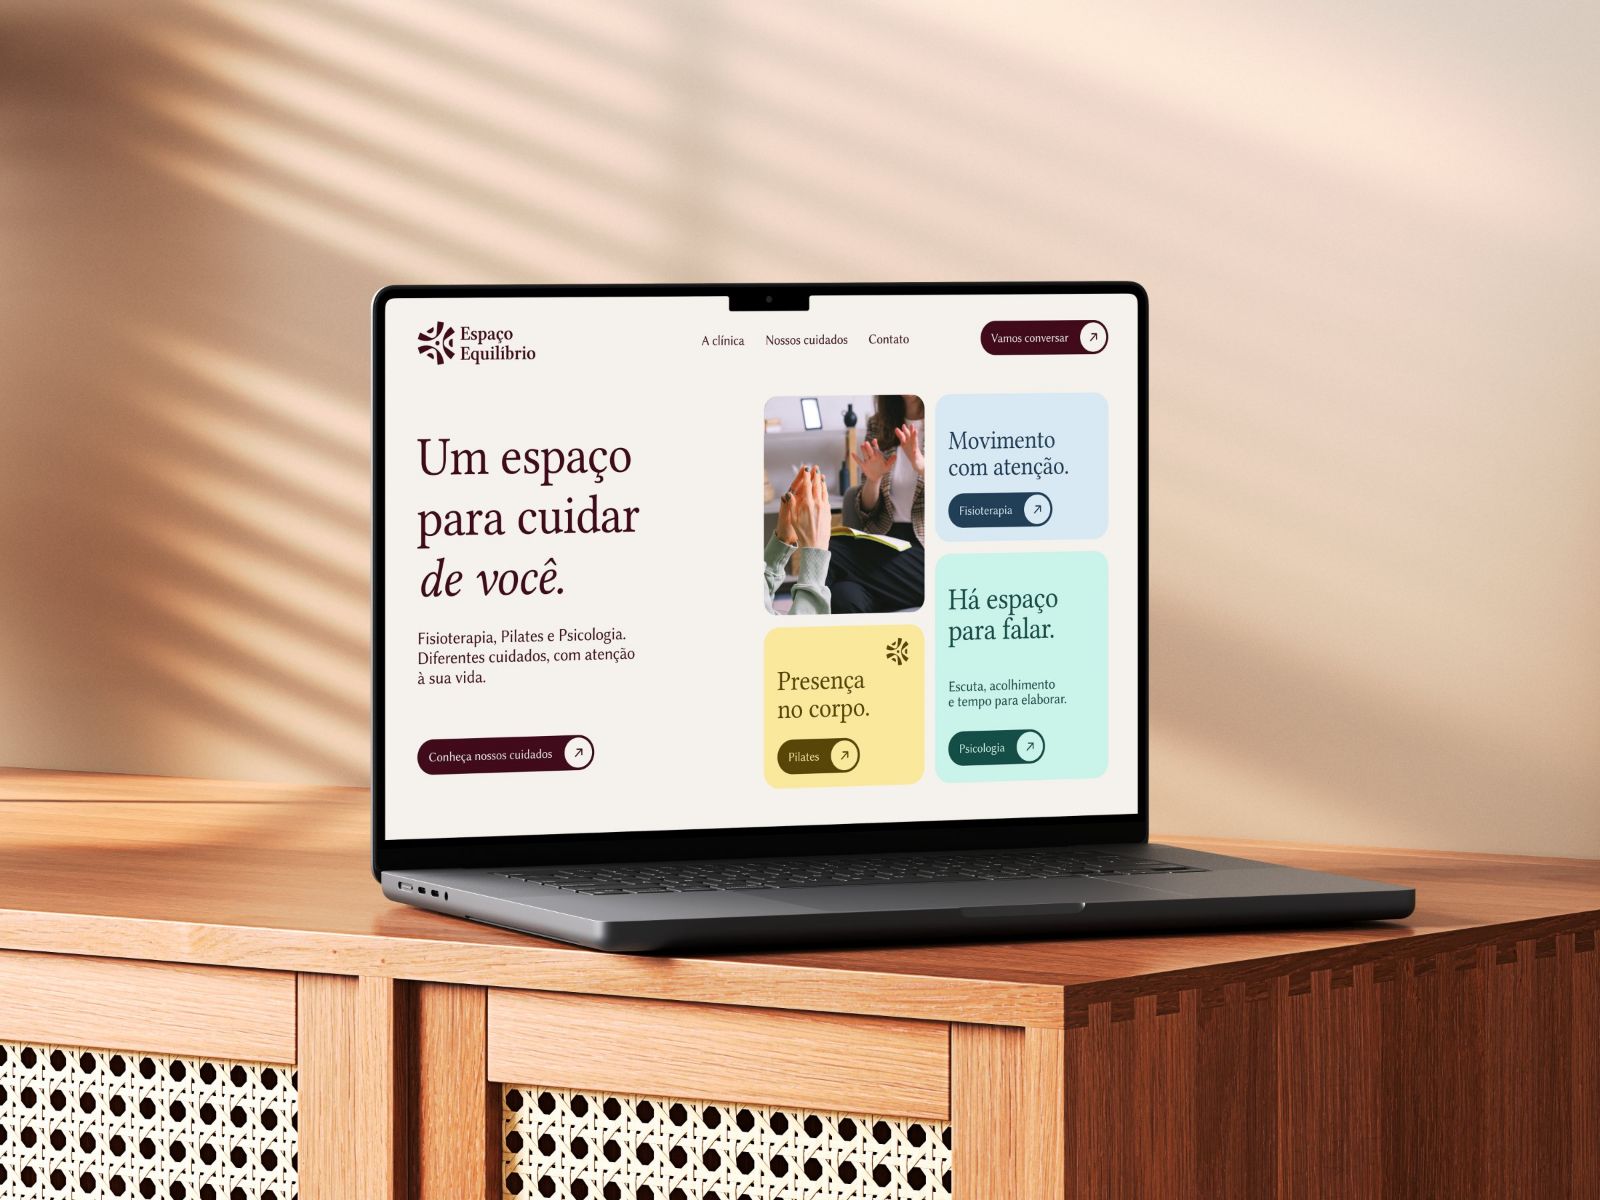 Espaço
Equilíbrio
A clínica
Nossos cuidados
Contato
Vamos conversar
Um espaço
para cuidar
de você.
Fisioterapia, Pilates e Psicologia.
Diferentes cuidados, com atenção
à sua vida.
Conheça nossos cuidados
Presença
no corpo.
Pilates
Movimento
com atenção.
Fisioterapia
Há espaço
para falar.
Escuta, acolhimento
e tempo para elaborar.
Psicologia